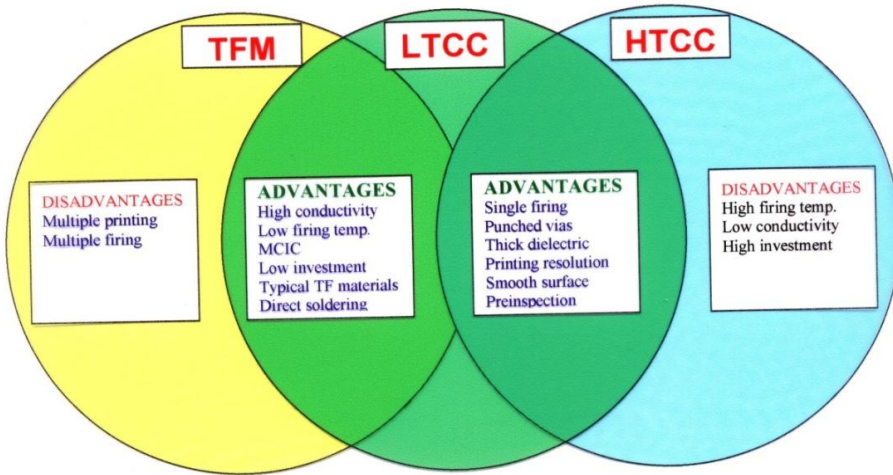 TFM
LTCC
HTCC
DISADVANTAGES
Multiple printing
Multiple firing
ADVANTAGES
High conductivity
Low firing temp.
MCIC
Low investment
Typical TF materials
Direct soldering
ADVANTAGES
Single firing
Punched vias
Thick dielectric
Printing resolution
Smooth surface
Preinspection
DISADVANTAGES
High firing temp.
Low conductivity
High investment